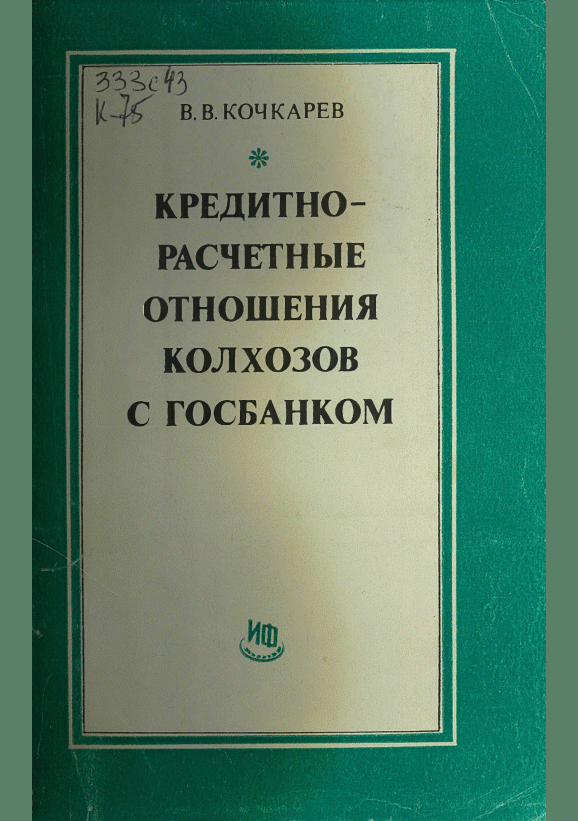 333с43
К-75
В. В. КОЧКАРЕВ
КРЕДИТНО-
РАСЧЕТНЫЕ
ОТНОШЕНИЯ
КОЛХОЗОВ
С ГОСБАНКОМ
ИФ